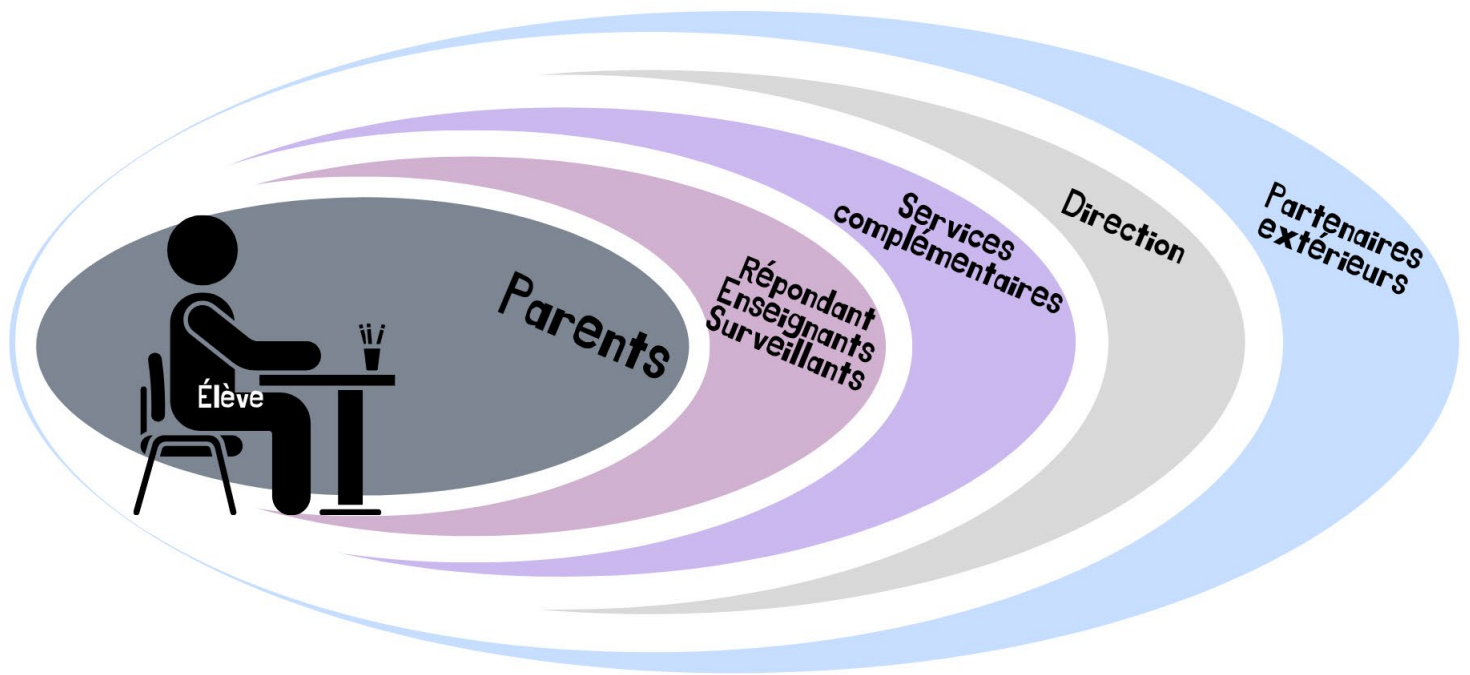 Élève
Parents
Répondant
Enseignants
Surveillants
Services
complémentaires
Direction
Partenaires
extérieurs